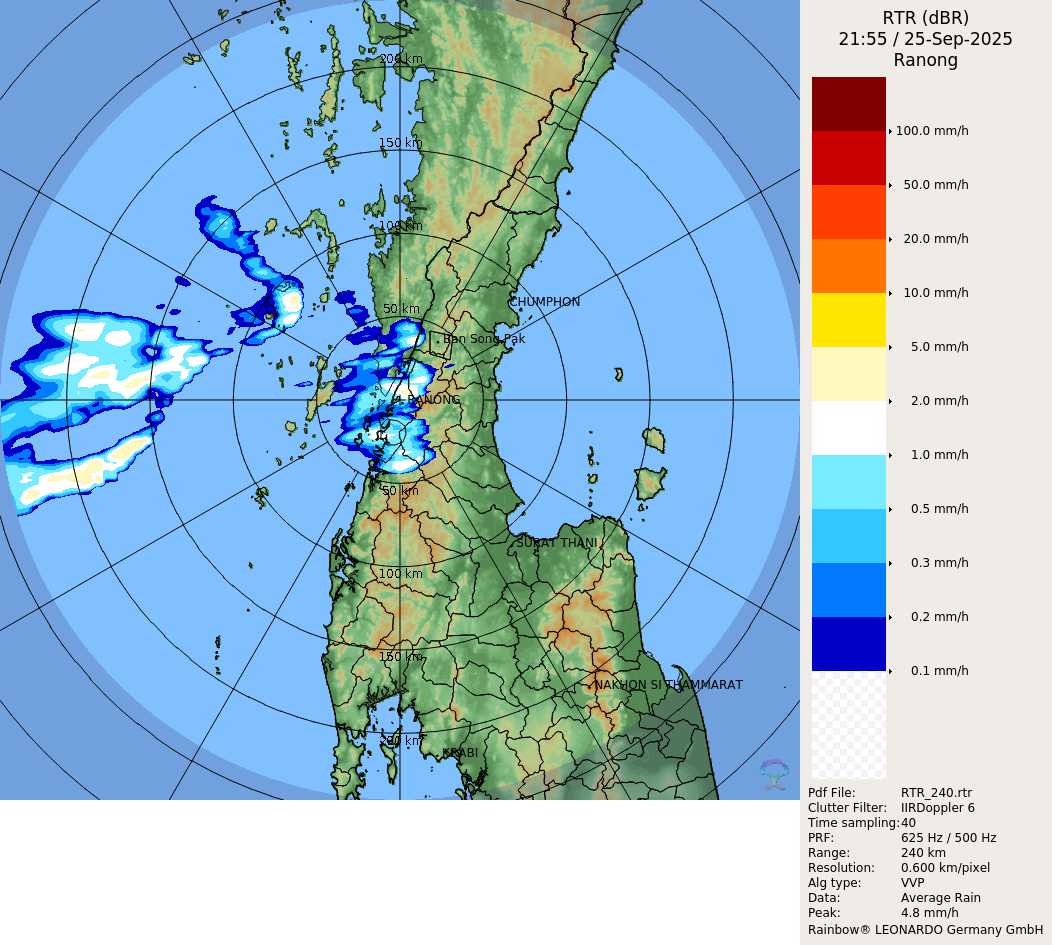 RTR (dBR)
21:55 / 25-Sep-2025
Ranong
200 km
150 km
100 km
50 km
CHUMPHON
Ban Song Pak
RANONG
50 km
SURAT THANI
100 km
150 km
NAKHON SI THAMMARAT
200 km
KRABI
100.0 mm/h
50.0 mm/h
20.0 mm/h
10.0 mm/h
5.0 mm/h
2.0 mm/h
1.0 mm/h
0.5 mm/h
0.3 mm/h
0.2 mm/h
0.1 mm/h
Pdf File: RTR_240.rtr
Clutter Filter: IIRDoppler 6
Time sampling:40
PRF: 625 Hz / 500 Hz
Range: 240 km
Resolution: 0.600 km/pixel
Alg type: VVP
Data: Average Rain
Peak: 4.8 mm/h
Rainbow® LEONARDO Germany GmbH